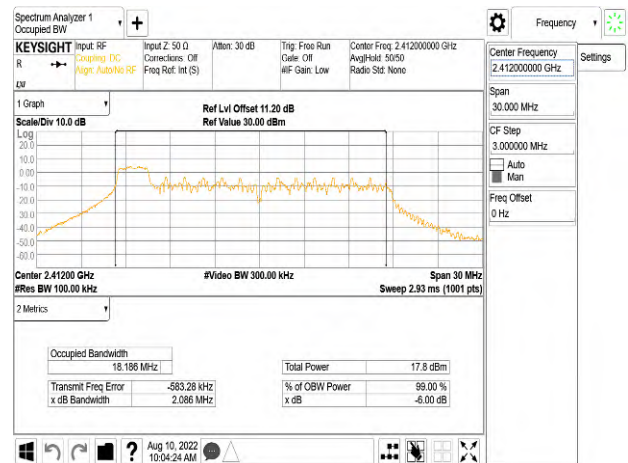 Spectrum Analyzer 1
Occupied BW
Frequency
KEYSIGHT
R
Input: RF
Coupling: DC
Align: Auto/No RF
Input Z: 50 Ω
Corrections: Off
Freq Ref: Int (S)
Atten: 30 dB
Trig: Free Run
Gate: Off
#IF Gain: Low
Center Freq: 2.412000000 GHz
Avg|Hold: 50/50
Radio Std: None
Center Frequency
2.412000000 GHz
Settings
Span
30.000 MHz
CF Step
3.000000 MHz
Auto
Man
Freq Offset
0 Hz
1 Graph
Scale/Div 10.0 dB
Ref Lvl Offset 11.20 dB
Ref Value 30.00 dBm
Log
20.0
10.0
0.00
-10.0
-20.0
-30.0
-40.0
-50.0
-60.0
Center 2.41200 GHz
#Res BW 100.00 kHz
#Video BW 300.00 kHz
Span 30 MHz
Sweep 2.93 ms (1001 pts)
2 Metrics
Occupied Bandwidth
18.186 MHz
Total Power 17.8 dBm
Transmit Freq Error -583.28 kHz
% of OBW Power 99.00 %
x dB Bandwidth 2.086 MHz
x dB -6.00 dB
?
Aug 10, 2022
10:04:24 AM